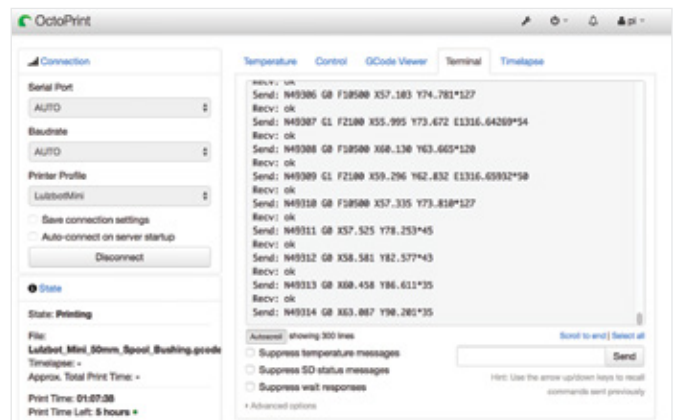 OctoPrint
pi
Connection
Serial Port
AUTO
Baudrate
AUTO
Printer Profile
LulzbotMini
Save connection settings
Auto-connect on server startup
Disconnect
State
State: Printing
File:
Lulzbot_Mini_50mm_Spool_Bushing.gcode
Timelapse: -
Approx. Total Print Time: -
Print Time: 01:07:38
Print Time Left: 5 hours
Temperature Control GCode Viewer Terminal Timelapse
Recv: ok
Send: N49306 G0 F10500 X57.103 Y74.781*127
Recv: ok
Send: N49307 G1 F2100 X55.995 Y73.672 E1316.64269*54
Recv: ok
Send: N49308 G0 F10500 X60.130 Y63.665*120
Recv: ok
Send: N49309 G1 F2100 X59.296 Y62.832 E1316.65932*50
Recv: ok
Send: N49310 G0 F10500 X57.335 Y73.810*127
Recv: ok
Send: N49311 G0 X57.525 Y78.253*45
Recv: ok
Send: N49312 G0 X58.581 Y82.577*43
Recv: ok
Send: N49313 G0 X60.458 Y86.611*35
Recv: ok
Send: N49314 G0 X63.087 Y90.201*35
Autoscroll showing 300 lines Scroll to end | Select all
Suppress temperature messages
Suppress SD status messages
Suppress wait responses
Advanced options
Send
Hint: Use the arrow up/down keys to recall
commands sent previously